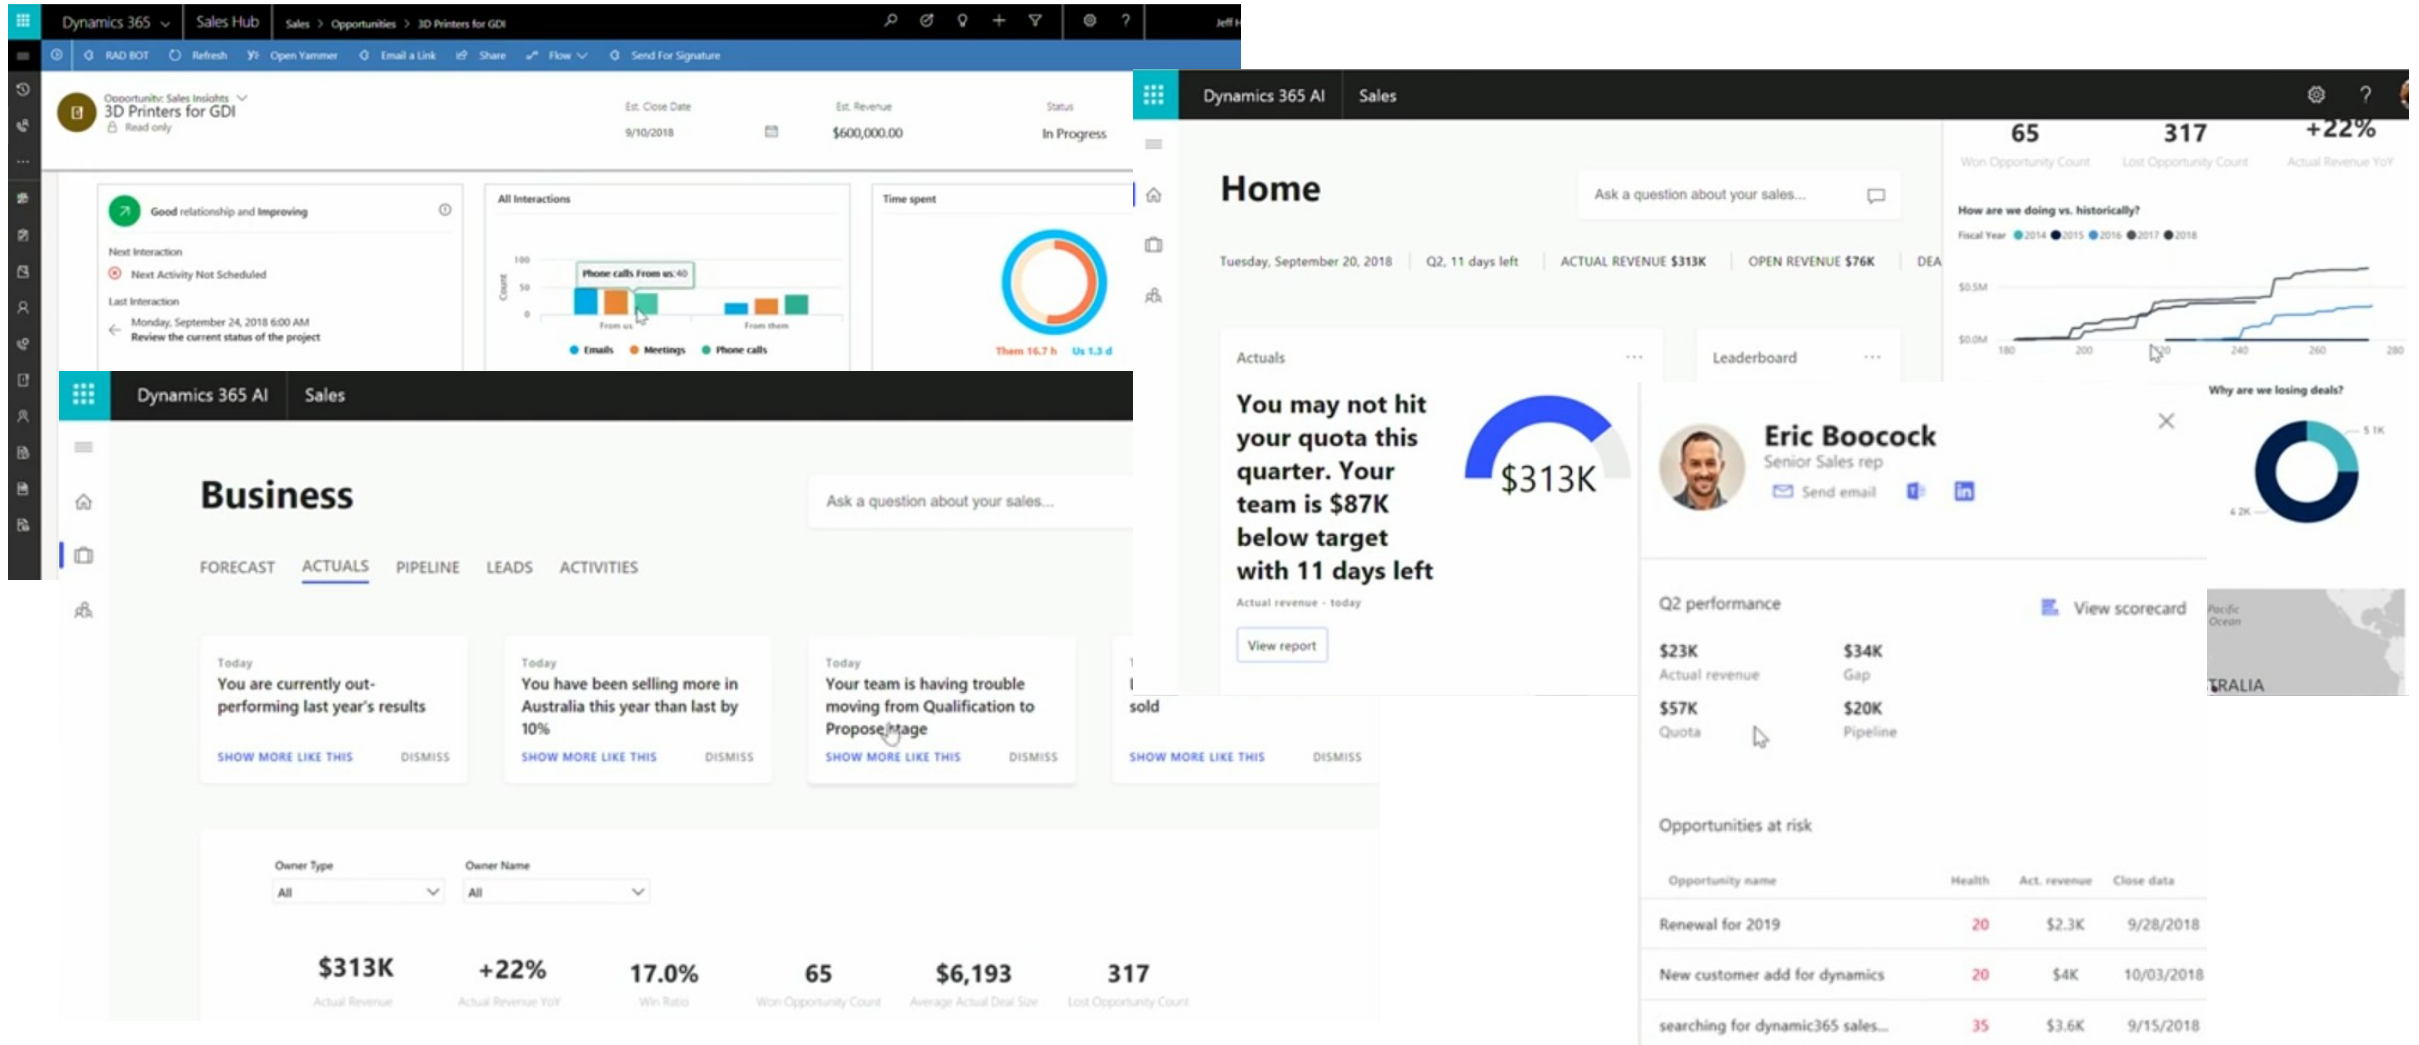 Dynamics 365
Sales Hub
Sales > Opportunities > 3D Printers for GDI
?
Jeff H
RAD BOT
Refresh
Open Yammer
Email a Link
Share
Flow
Send For Signature
Opportunity: Sales Insights
3D Printers for GDI
Read only
Est. Close Date
9/10/2018
Est. Revenue
$600,000.00
Status
In Progress
Good relationship and Improving
Next Interaction
Next Activity Not Scheduled
Last Interaction
Monday, September 24, 2018 6:00 AM
Review the current status of the project
All Interactions
100
50
0
Count
Phone calls From us: 40
From us
From them
Emails
Meetings
Phone calls
Time spent
Them 16.7 h
Us 1.3 d
Dynamics 365 AI
Sales
?
Home
Ask a question about your sales...
Tuesday, September 20, 2018
Q2, 11 days left
ACTUAL REVENUE $313K
OPEN REVENUE $76K
DEA
Actuals
...
You may not hit
your quota this
quarter. Your
team is $87K
below target
with 11 days left
Actual revenue - today
View report
$313K
Leaderboard
...
65
Won Opportunity Count
317
Lost Opportunity Count
+22%
Actual Revenue YoY
How are we doing vs. historically?
Fiscal Year 2014 2015 2016 2017 2018
$0.5M
$0.0M
180
200
220
240
260
280
Why are we losing deals?
5.1K
4.2K
Pacific
Ocean
TRALIA
Eric Boocock
Senior Sales rep
Send email
in
Q2 performance
View scorecard
$23K
Actual revenue
$34K
Gap
$57K
Quota
$20K
Pipeline
Opportunities at risk
Opportunity name
Health
Act. revenue
Close data
Renewal for 2019
20
$2.3K
9/28/2018
New customer add for dynamics
20
$4K
10/03/2018
searching for dynamic365 sales...
35
$3.6K
9/15/2018
Dynamics 365 AI
Sales
Business
Ask a question about your sales...
FORECAST
ACTUALS
PIPELINE
LEADS
ACTIVITIES
Today
You are currently out-
performing last year's results
SHOW MORE LIKE THIS
DISMISS
Today
You have been selling more in
Australia this year than last by
10%
SHOW MORE LIKE THIS
DISMISS
Today
Your team is having trouble
moving from Qualification to
Propose stage
SHOW MORE LIKE THIS
DISMISS
sold
SHOW MORE LIKE THIS
DISMISS
Owner Type
All
Owner Name
All
$313K
Actual Revenue
+22%
Actual Revenue YoY
17.0%
Win Ratio
65
Won Opportunity Count
$6,193
Average Actual Deal Size
317
Lost Opportunity Count